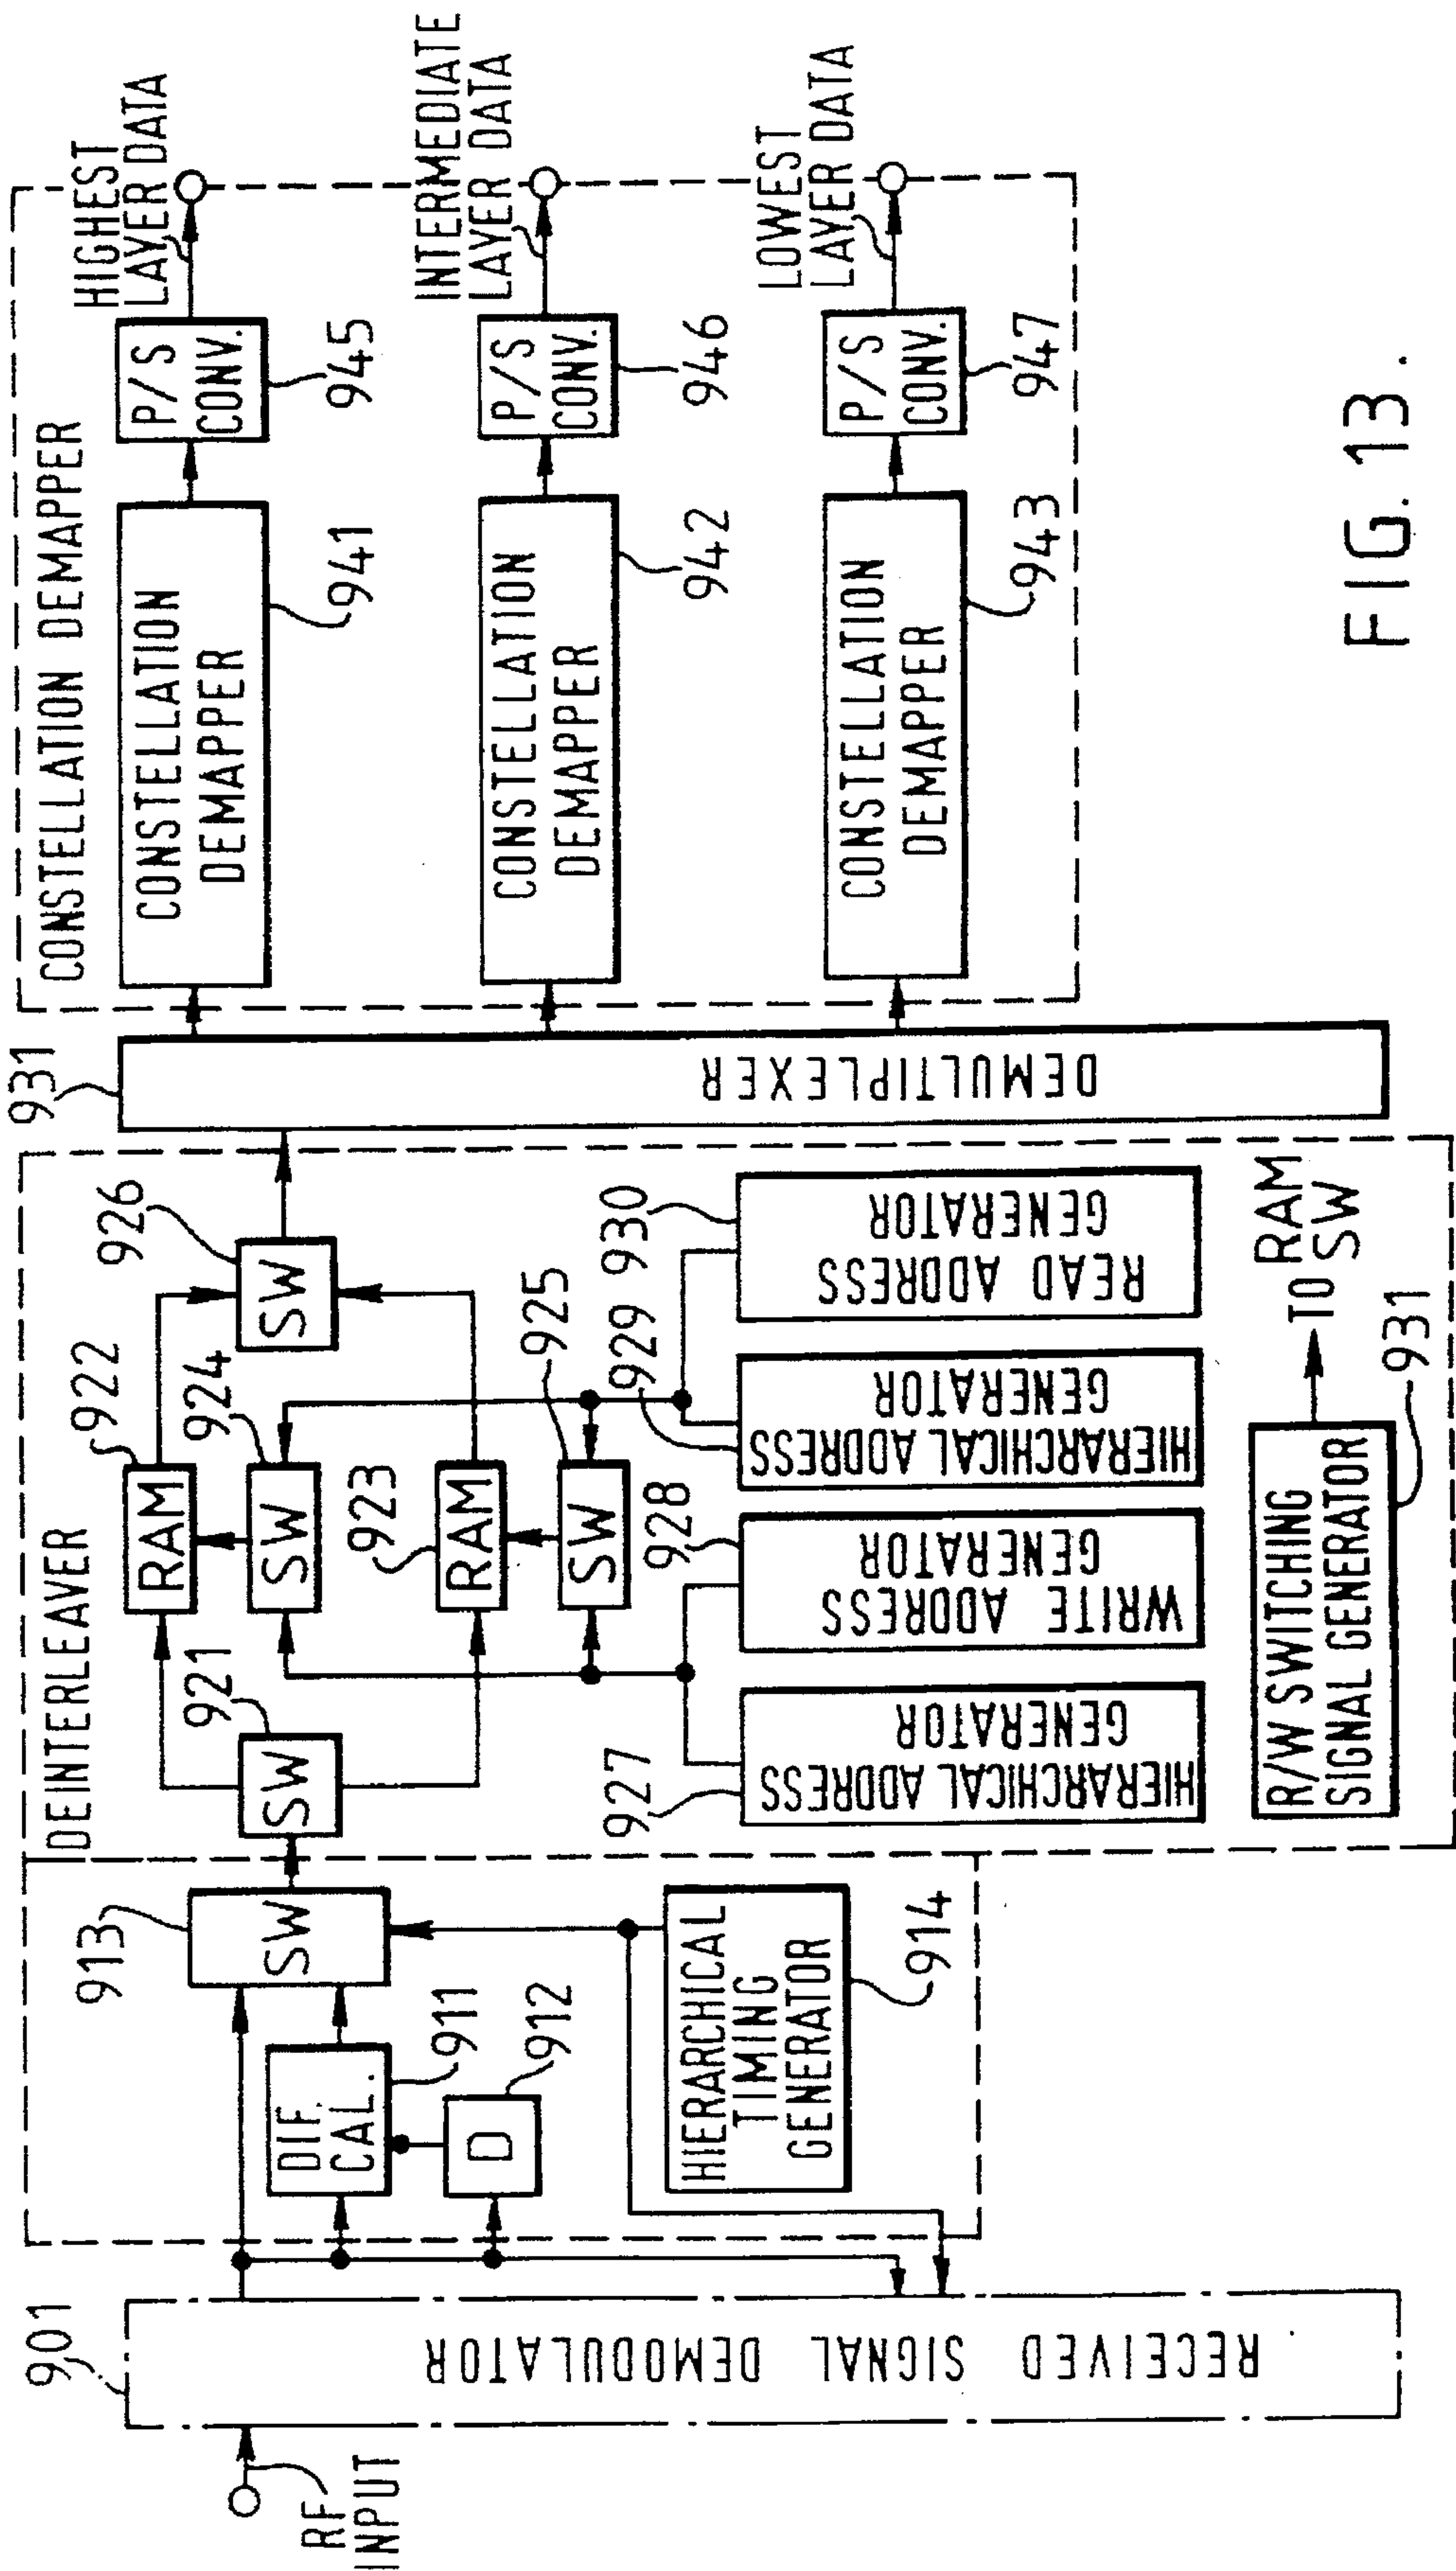 RF
INPUT
901
RECEIVED SIGNAL DEMODULATOR
913
SW
DIF.
CAL.
911
D
912
HIERARCHICAL
TIMING
GENERATOR
914
DEINTERLEAVER
921
SW
RAM
922
SW
924
RAM
923
SW
925
SW
926
HIERARCHICAL ADDRESS
GENERATOR
927
WRITE ADDRESS
GENERATOR
928
HIERARCHICAL ADDRESS
GENERATOR
929
READ ADDRESS
GENERATOR
930
R/W SWITCHING
SIGNAL GENERATOR
931
TO RAM
SW
931
DEMULTIPLEXER
CONSTELLATION DEMAPPER
CONSTELLATION
DEMAPPER
941
P/S
CONV.
945
HIGHEST
LAYER DATA
CONSTELLATION
DEMAPPER
942
P/S
CONV.
946
INTERMEDIATE
LAYER DATA
CONSTELLATION
DEMAPPER
943
P/S
CONV.
947
LOWEST
LAYER DATA
FIG. 13.